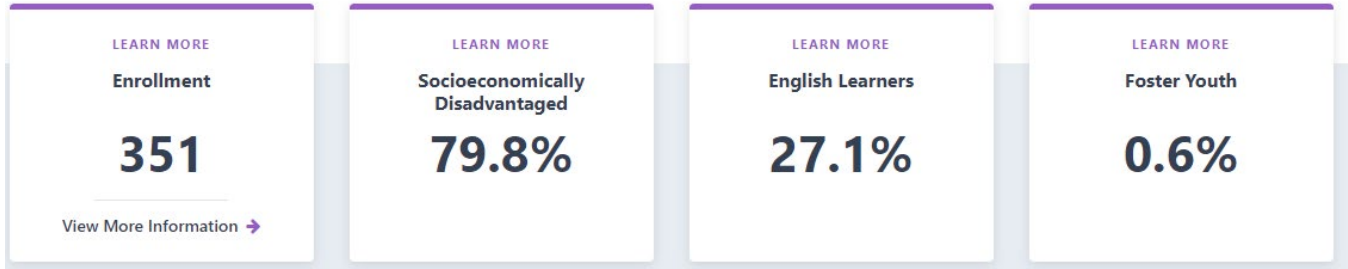 LEARN MORE
Enrollment
351
View More Information
LEARN MORE
Socioeconomically
Disadvantaged
79.8%
LEARN MORE
English Learners
27.1%
LEARN MORE
Foster Youth
0.6%